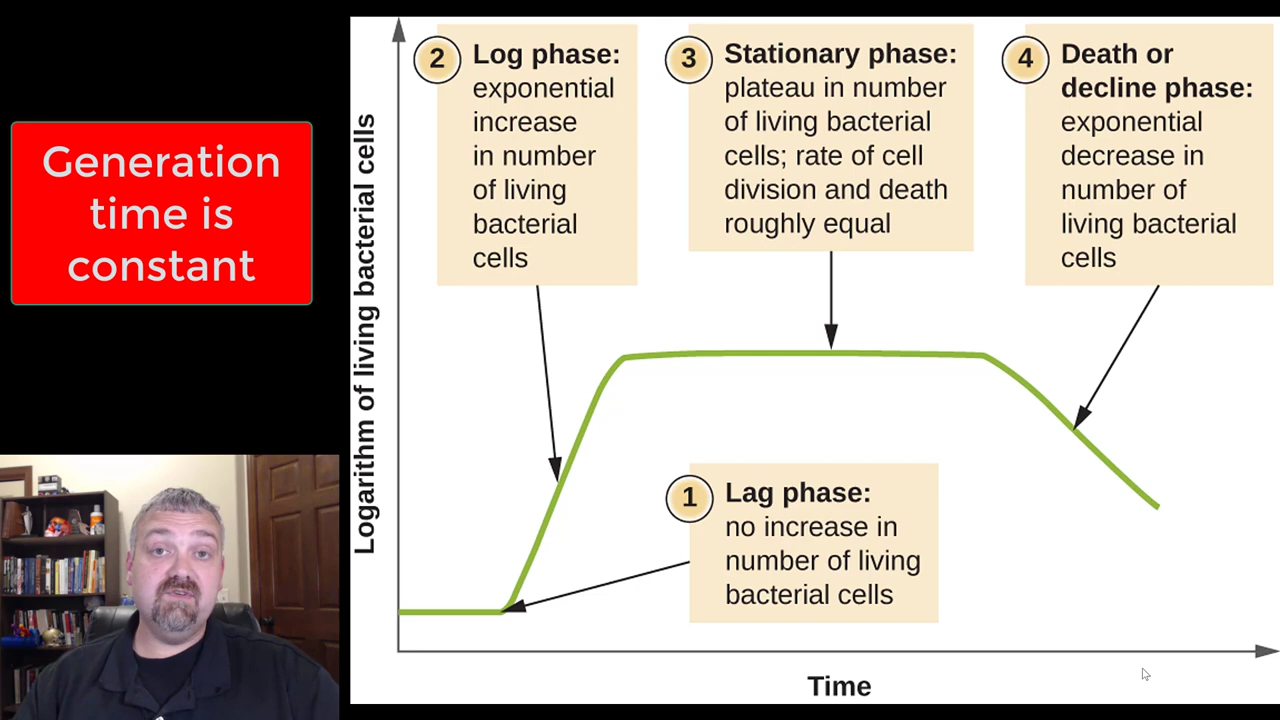 Generation
time is
constant
Logarithm of living bacterial cells
2
Log phase:
exponential
increase
in number
of living
bacterial
cells
3
Stationary phase:
plateau in number
of living bacterial
cells; rate of cell
division and death
roughly equal
4
Death or
decline phase:
exponential
decrease in
number of
living bacterial
cells
1
Lag phase:
no increase in
number of living
bacterial cells
Time